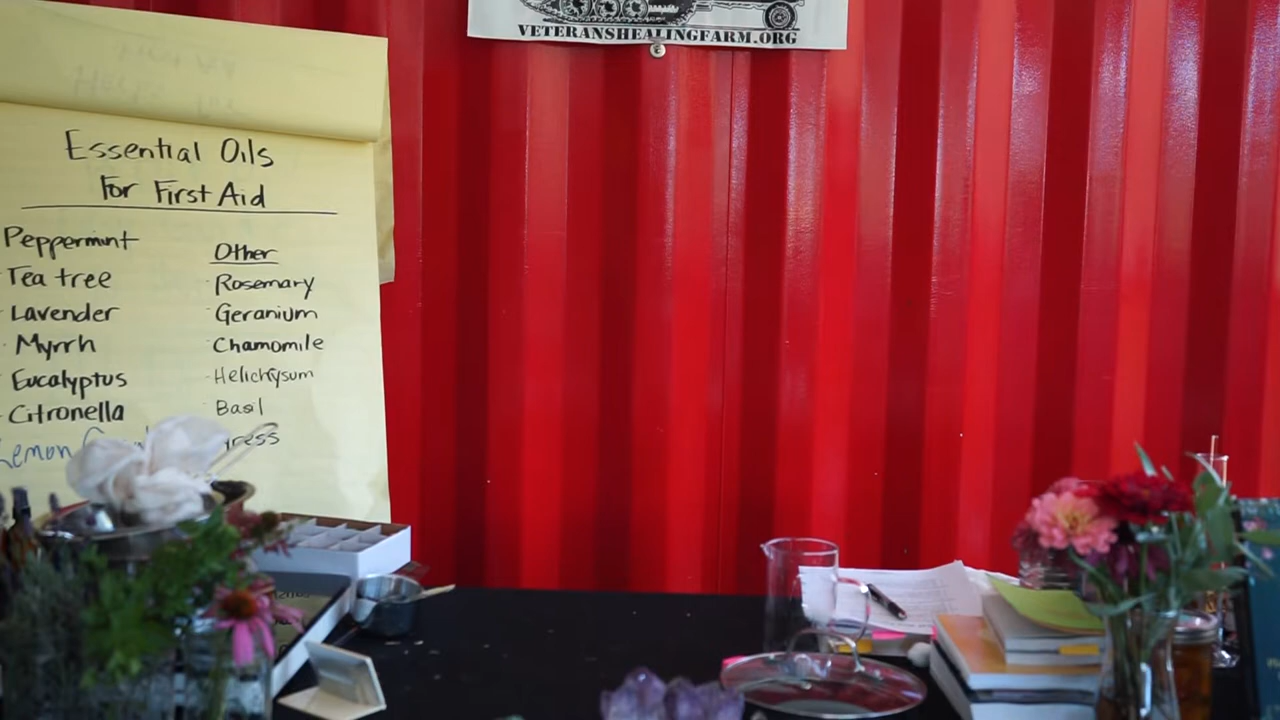 VETERANSHEALINGFARM.ORG
Essential Oils
For First Aid
Peppermint
Tea tree
Lavender
Myrrh
Eucalyptus
Citronella
Lemon
Other
Rosemary
Geranium
Chamomile
Helichrysum
Basil